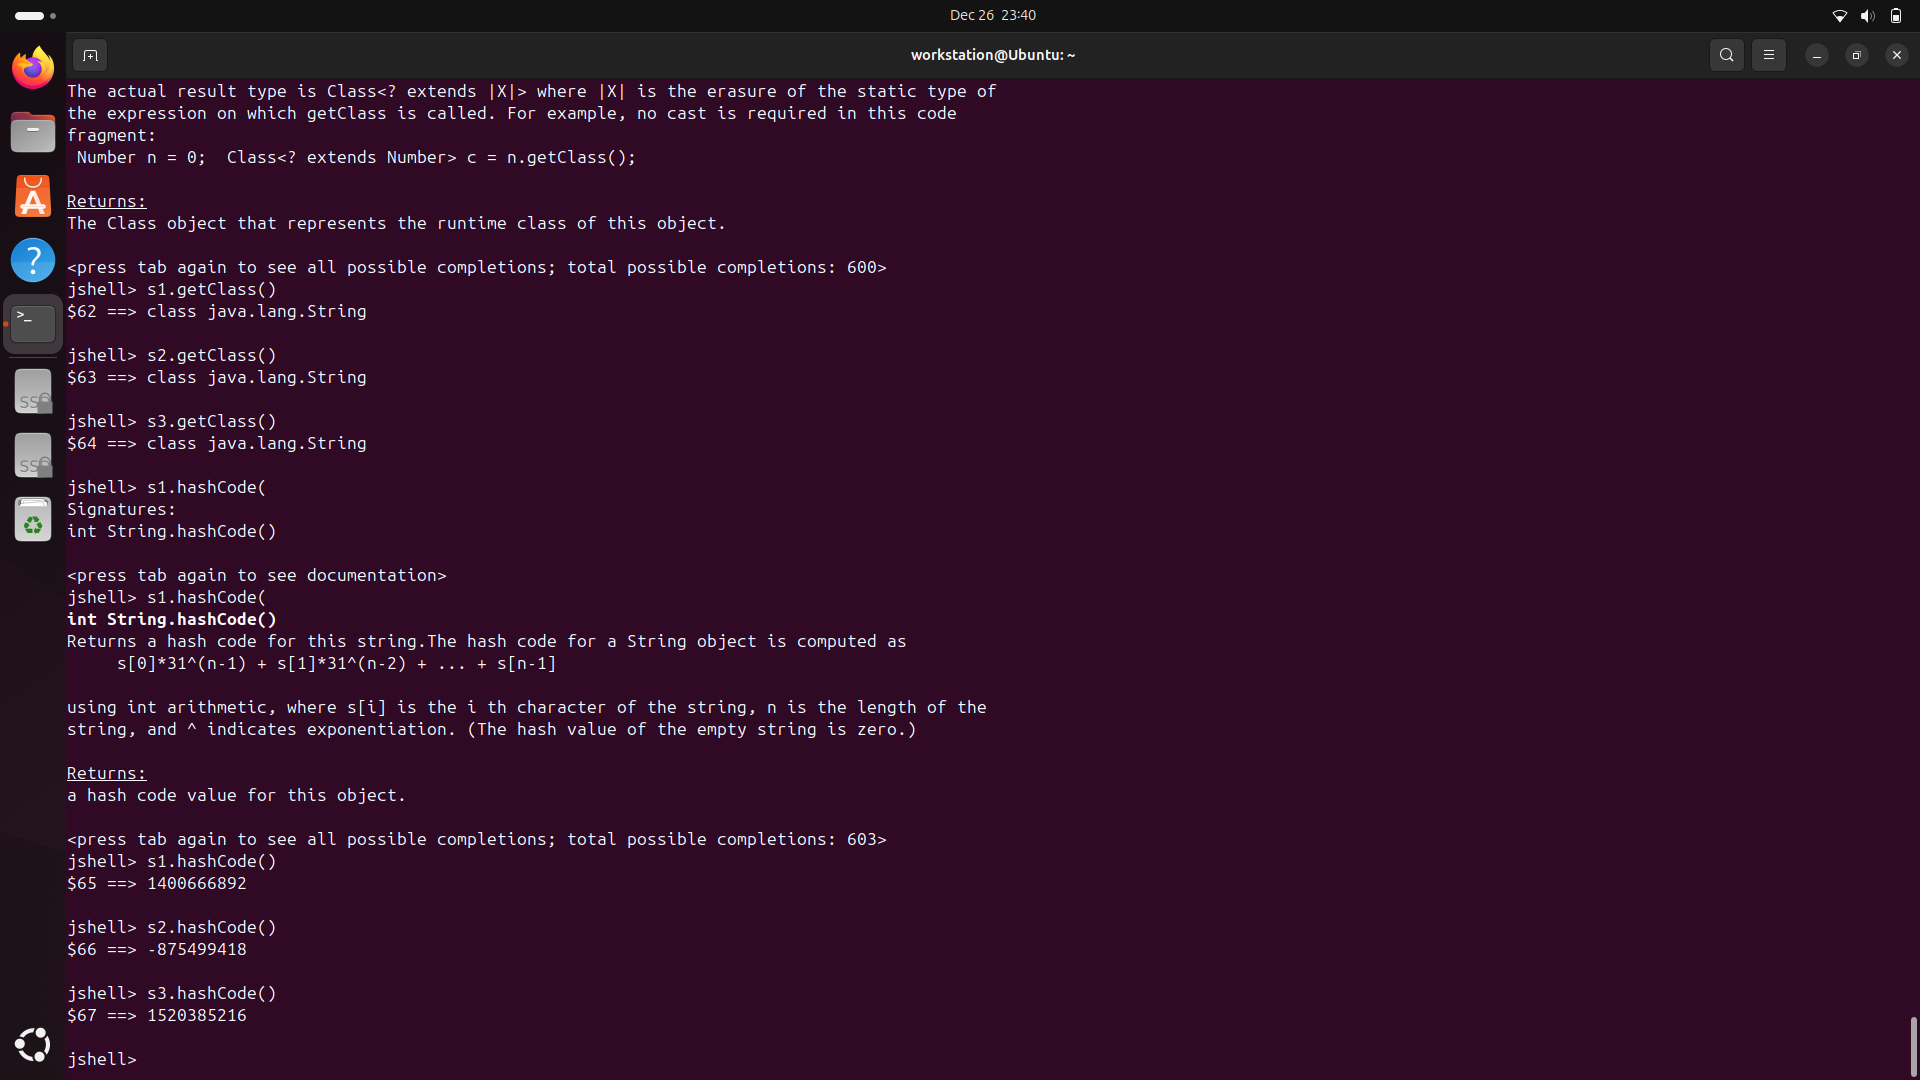 Dec 26 23:40
workstation@Ubuntu: ~
The actual result type is Class<? extends |X|> where |X| is the erasure of the static type of
the expression on which getClass is called. For example, no cast is required in this code
fragment:
 Number n = 0;  Class<? extends Number> c = n.getClass();
Returns:
The Class object that represents the runtime class of this object.
<press tab again to see all possible completions; total possible completions: 600>
jshell> s1.getClass()
$62 ==> class java.lang.String
jshell> s2.getClass()
$63 ==> class java.lang.String
jshell> s3.getClass()
$64 ==> class java.lang.String
jshell> s1.hashCode(
Signatures:
int String.hashCode()
<press tab again to see documentation>
jshell> s1.hashCode(
int String.hashCode()
Returns a hash code for this string.The hash code for a String object is computed as
     s[0]*31^(n-1) + s[1]*31^(n-2) + ... + s[n-1]
using int arithmetic, where s[i] is the i th character of the string, n is the length of the
string, and ^ indicates exponentiation. (The hash value of the empty string is zero.)
Returns:
a hash code value for this object.
<press tab again to see all possible completions; total possible completions: 603>
jshell> s1.hashCode()
$65 ==> 1400666892
jshell> s2.hashCode()
$66 ==> -875499418
jshell> s3.hashCode()
$67 ==> 1520385216
jshell>